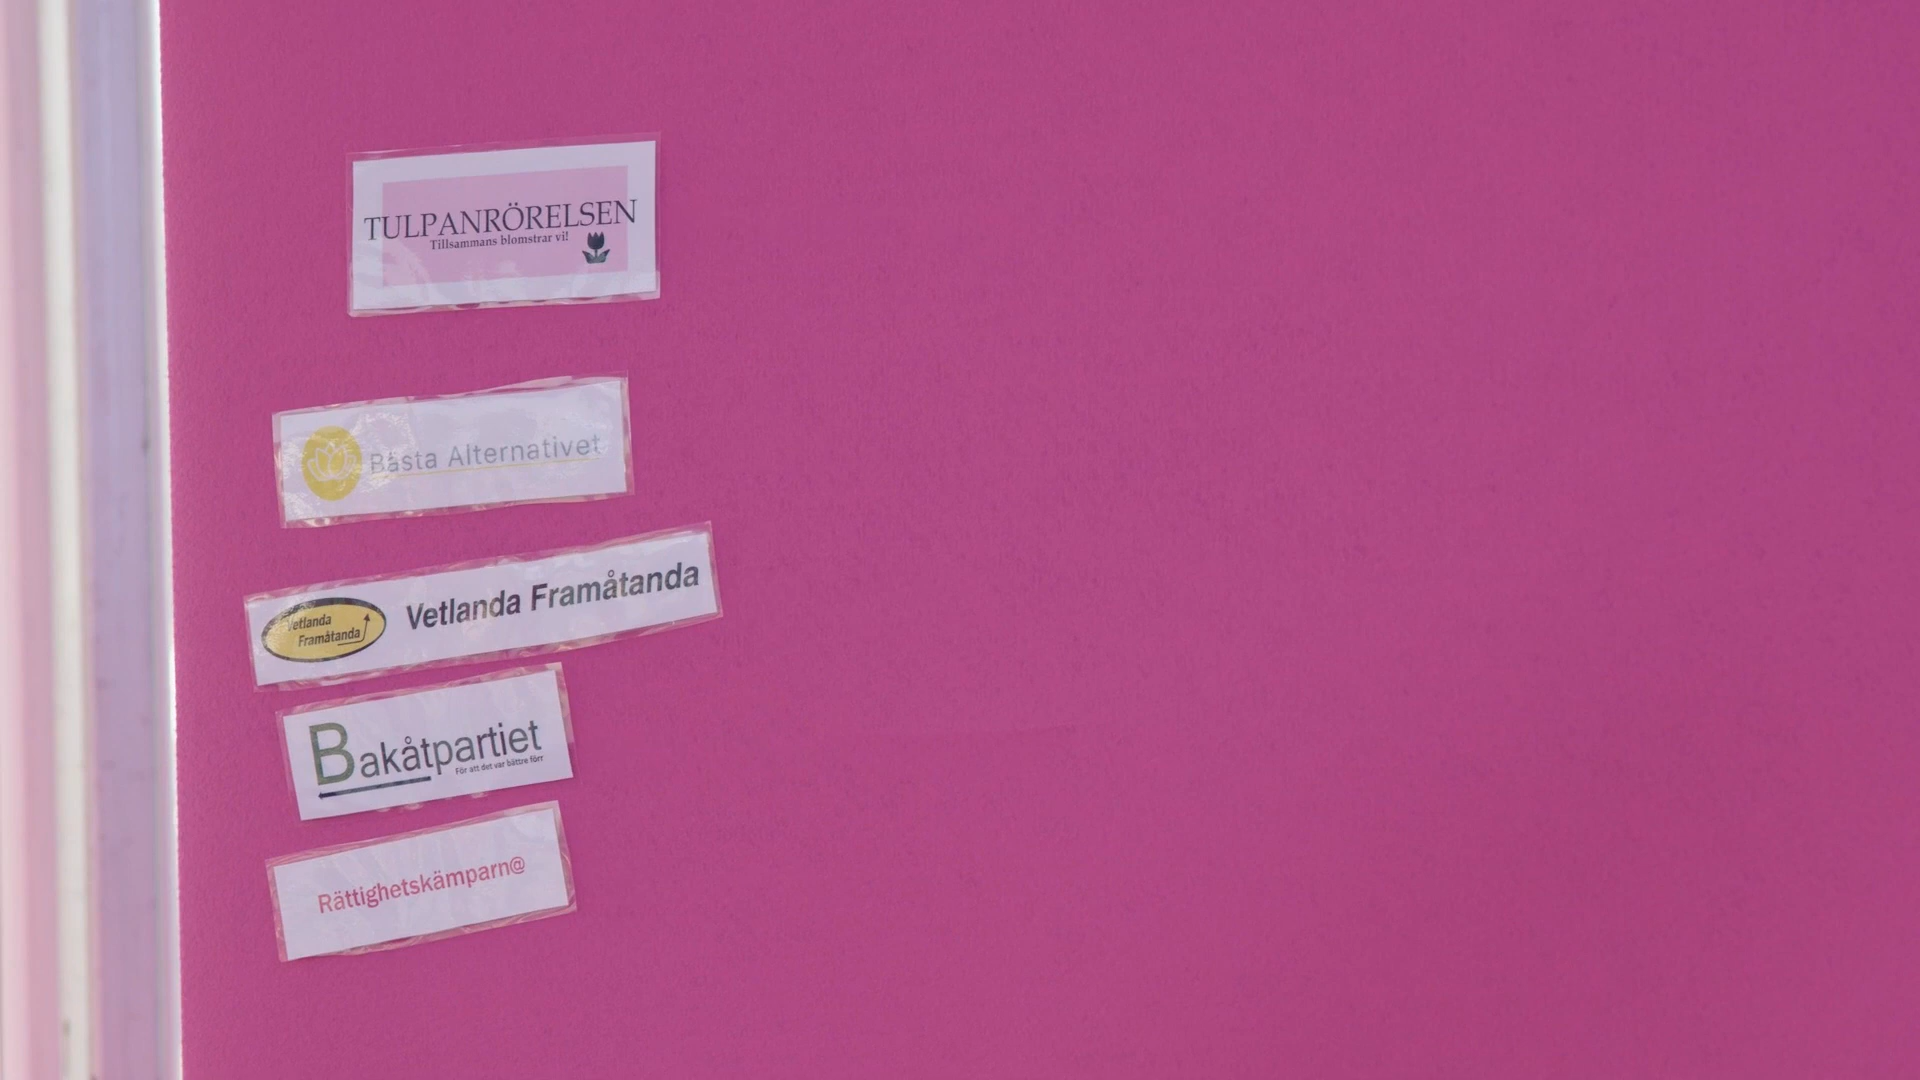 TULPANRÖRELSEN
Tillsammans blomstrar vi!
Bästa Alternativet
Vetlanda
Framåtanda
Vetlanda Framåtanda
Bakåtpartiet
För att det var bättre förr
Rättighetskämparn@